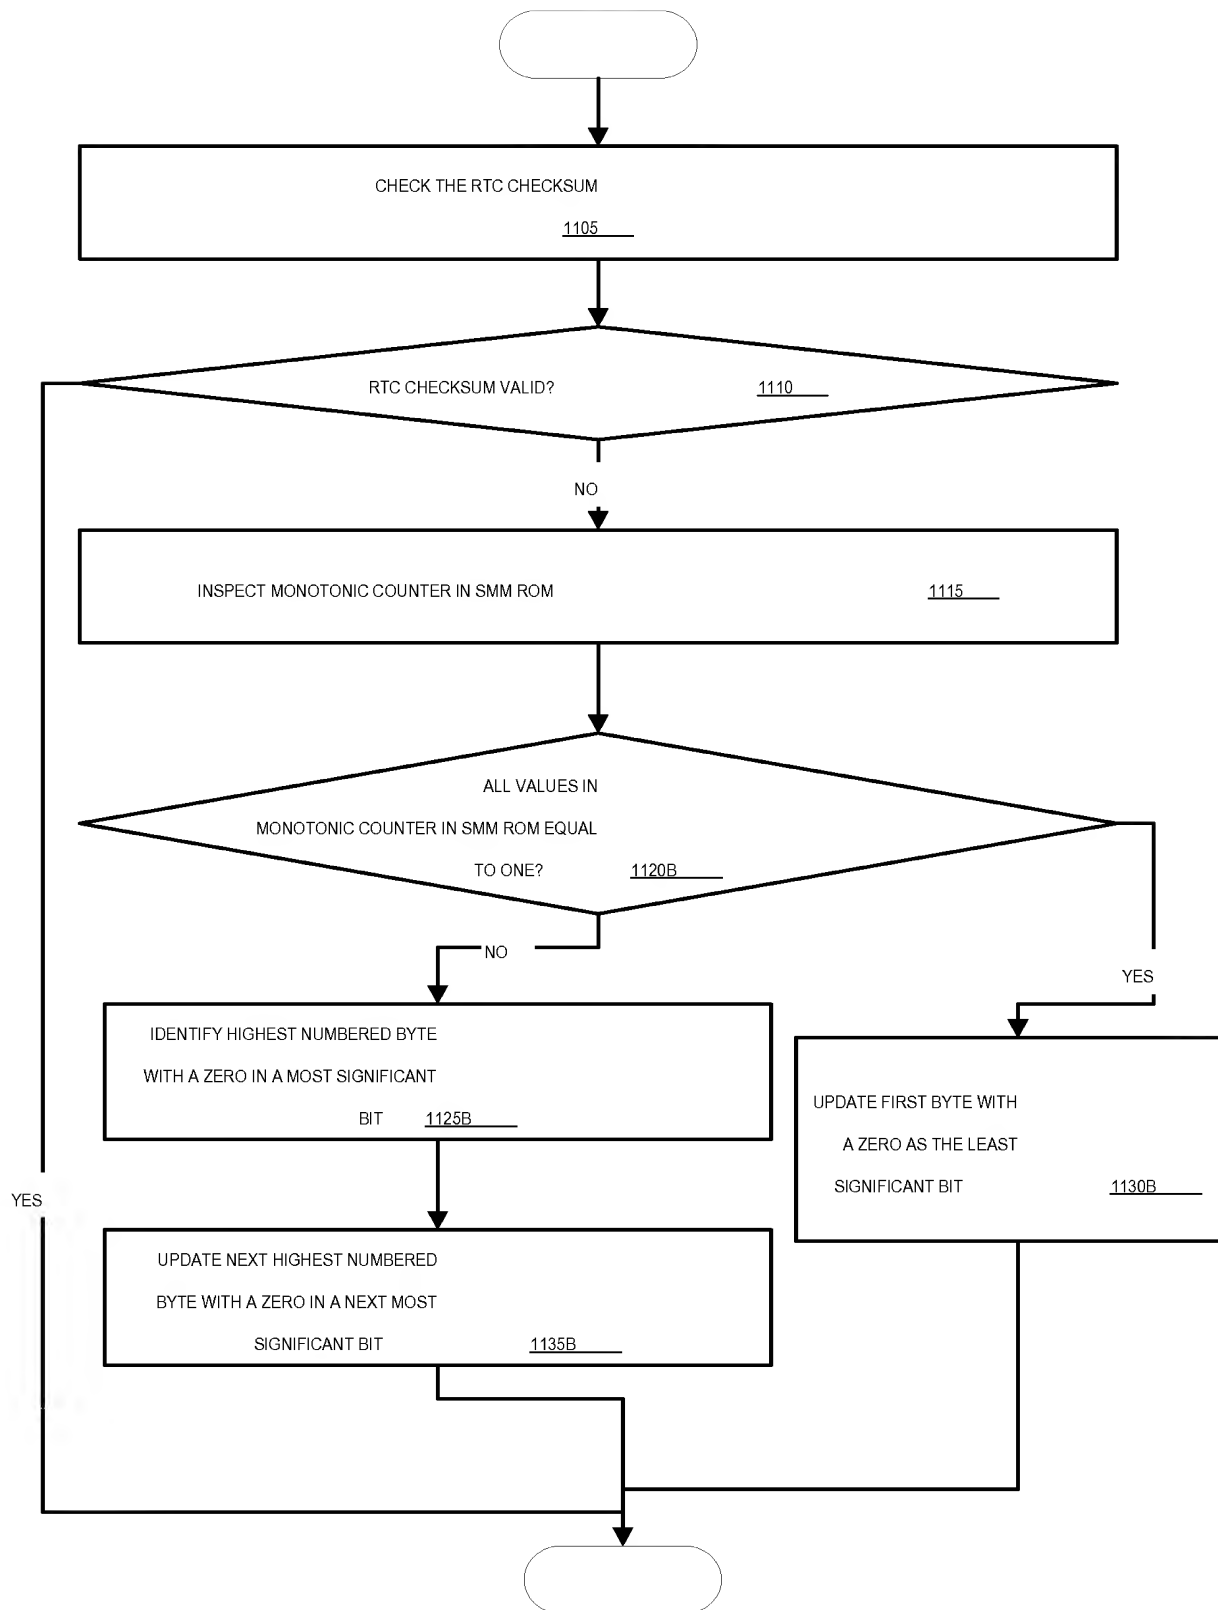 CHECK THE RTC CHECKSUM
1105
RTC CHECKSUM VALID? 1110
NO
INSPECT MONOTONIC COUNTER IN SMM ROM 1115
ALL VALUES IN
MONOTONIC COUNTER IN SMM ROM EQUAL
TO ONE? 1120B
NO
YES
IDENTIFY HIGHEST NUMBERED BYTE
WITH A ZERO IN A MOST SIGNIFICANT
BIT 1125B
UPDATE FIRST BYTE WITH
A ZERO AS THE LEAST
SIGNIFICANT BIT 1130B
YES
UPDATE NEXT HIGHEST NUMBERED
BYTE WITH A ZERO IN A NEXT MOST
SIGNIFICANT BIT 1135B